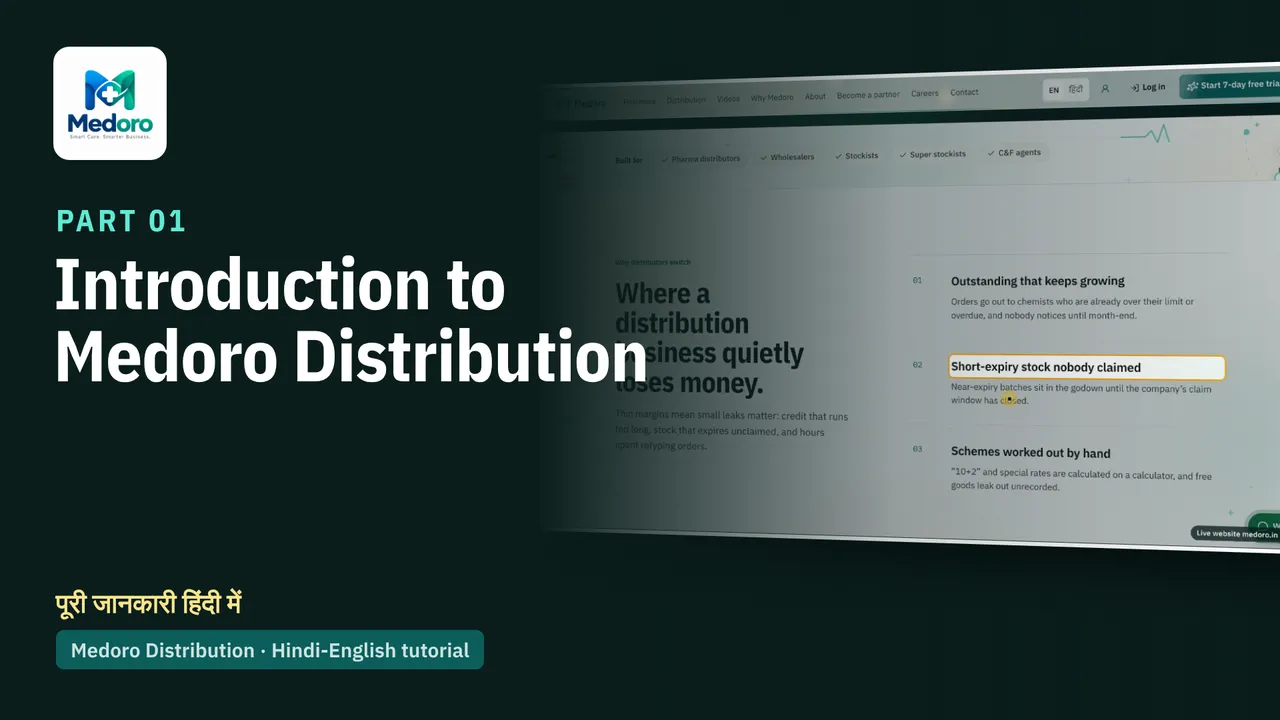 Medoro
Smart Care. Smarter Business.
PART 01
Introduction to
Medoro Distribution
पूरी जानकारी हिंदी में
Medoro Distribution · Hindi-English tutorial
Medoro
Distribution
Videos
Why Medoro
About
Become a partner
Careers
Contact
EN
हिंदी
Log in
Start 7-day free tria
Built for
Pharma distributors
Wholesalers
Stockists
Super stockists
C&F agents
Why distributors switch
Where a
distribution
business quietly
loses money.
Thin margins mean small leaks matter: credit that runs
too long, stock that expires unclaimed, and hours
spent retyping orders.
01
Outstanding that keeps growing
Orders go out to chemists who are already over their limit or
overdue, and nobody notices until month-end.
02
Short-expiry stock nobody claimed
Near-expiry batches sit in the godown until the company's claim
window has closed.
03
Schemes worked out by hand
"10+2" and special rates are calculated on a calculator, and free
goods leak out unrecorded.
Live website medoro.in